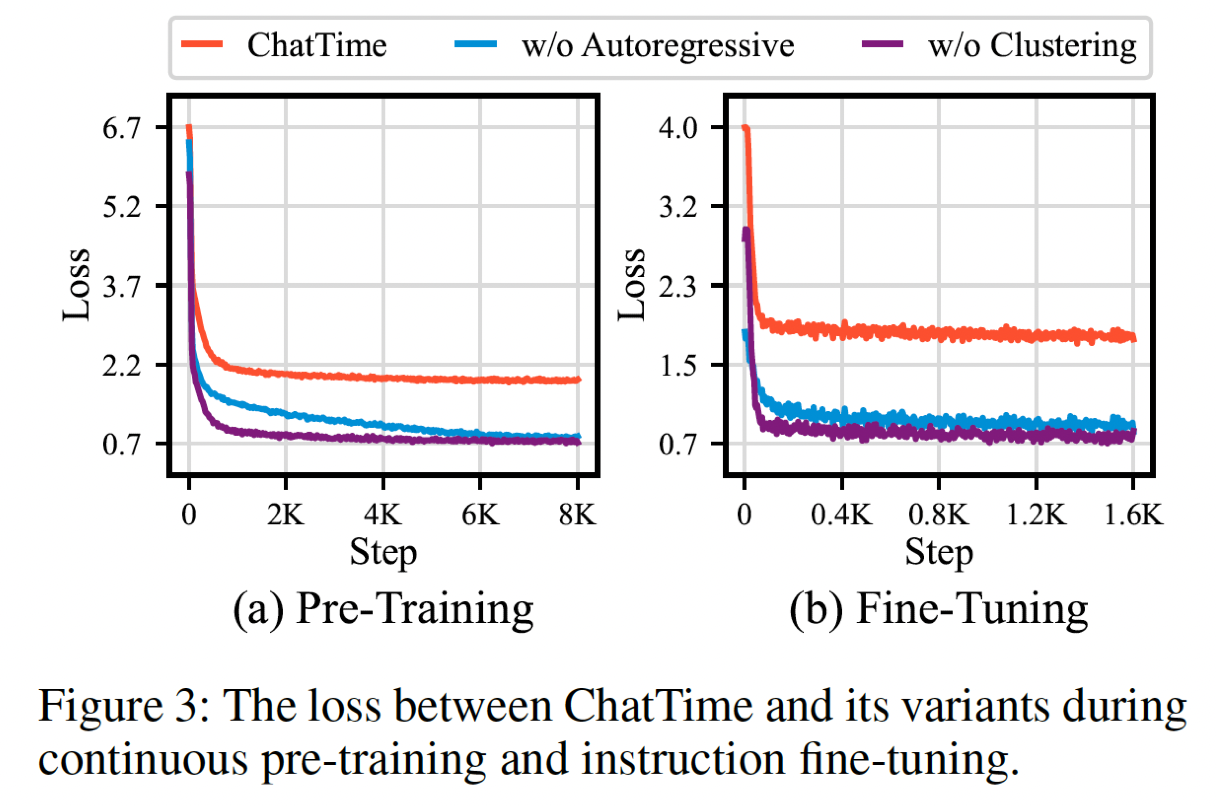 ChatTime w/o Autoregressive w/o Clustering
6.7
5.2
3.7
2.2
0.7
Loss
0 2K 4K 6K 8K
Step
(a) Pre-Training
4.0
3.2
2.3
1.5
0.7
Loss
0 0.4K 0.8K 1.2K 1.6K
Step
(b) Fine-Tuning
Figure 3: The loss between ChatTime and its variants during
continuous pre-training and instruction fine-tuning.